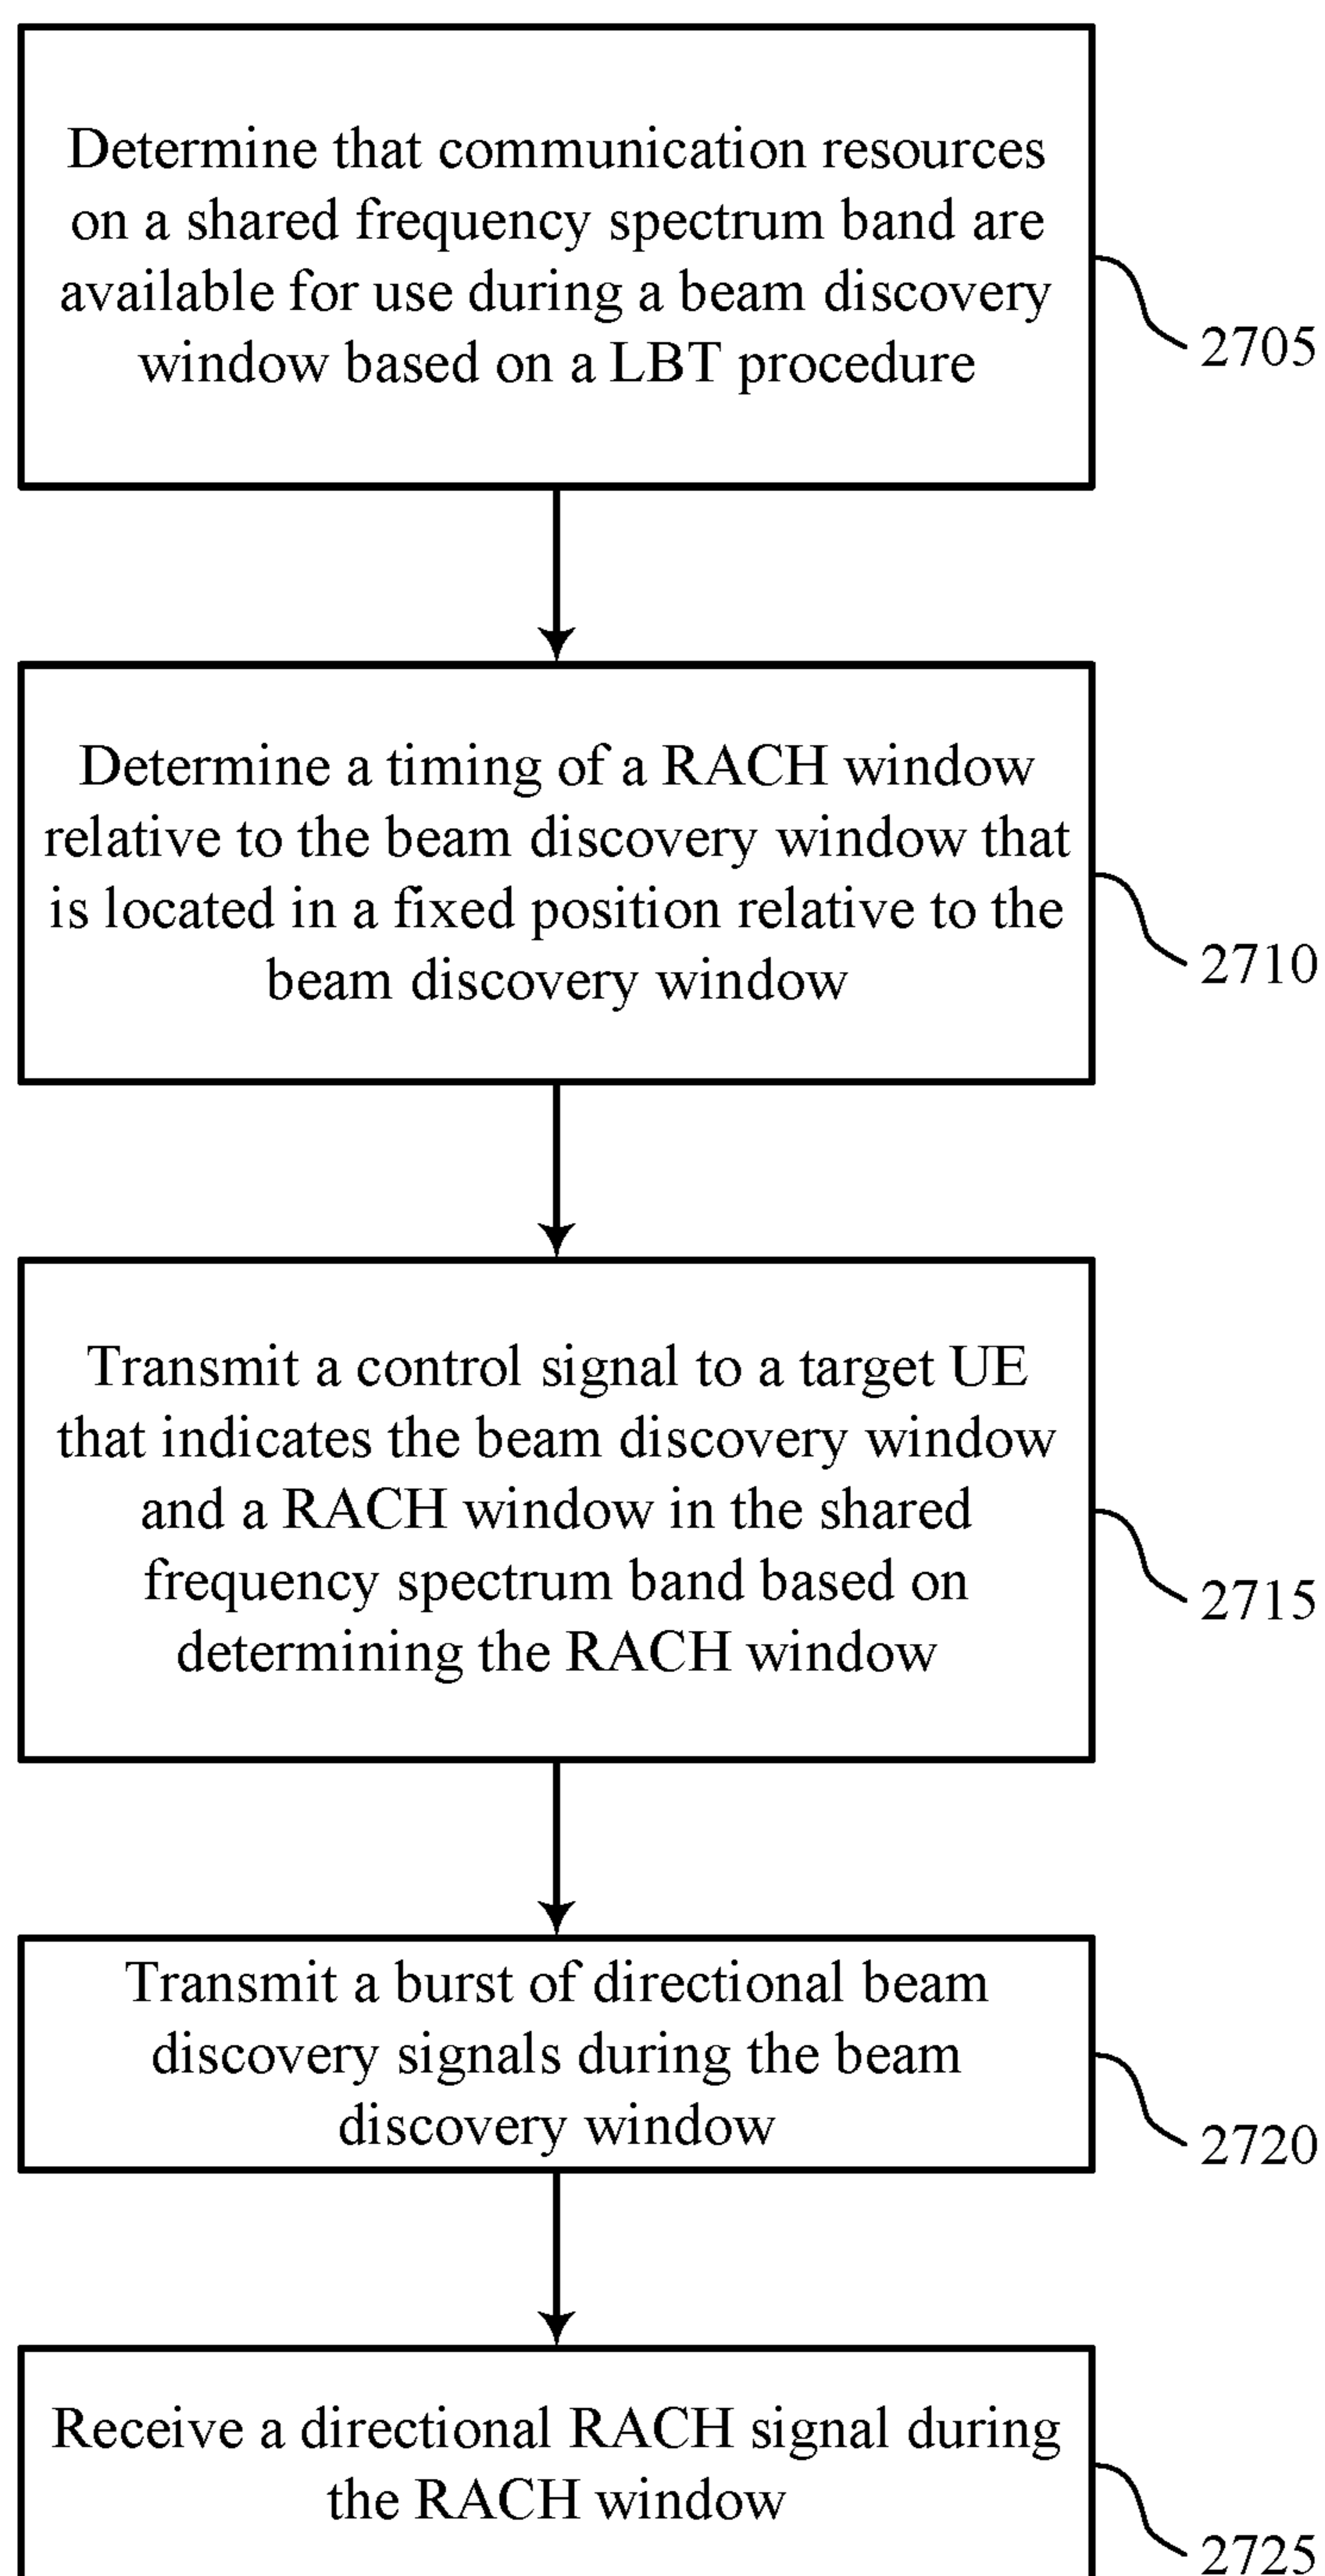 Determine that communication resources
on a shared frequency spectrum band are
available for use during a beam discovery
window based on a LBT procedure
2705
Determine a timing of a RACH window
relative to the beam discovery window that
is located in a fixed position relative to the
beam discovery window
2710
Transmit a control signal to a target UE
that indicates the beam discovery window
and a RACH window in the shared
frequency spectrum band based on
determining the RACH window
2715
Transmit a burst of directional beam
discovery signals during the beam
discovery window
2720
Receive a directional RACH signal during
the RACH window
2725